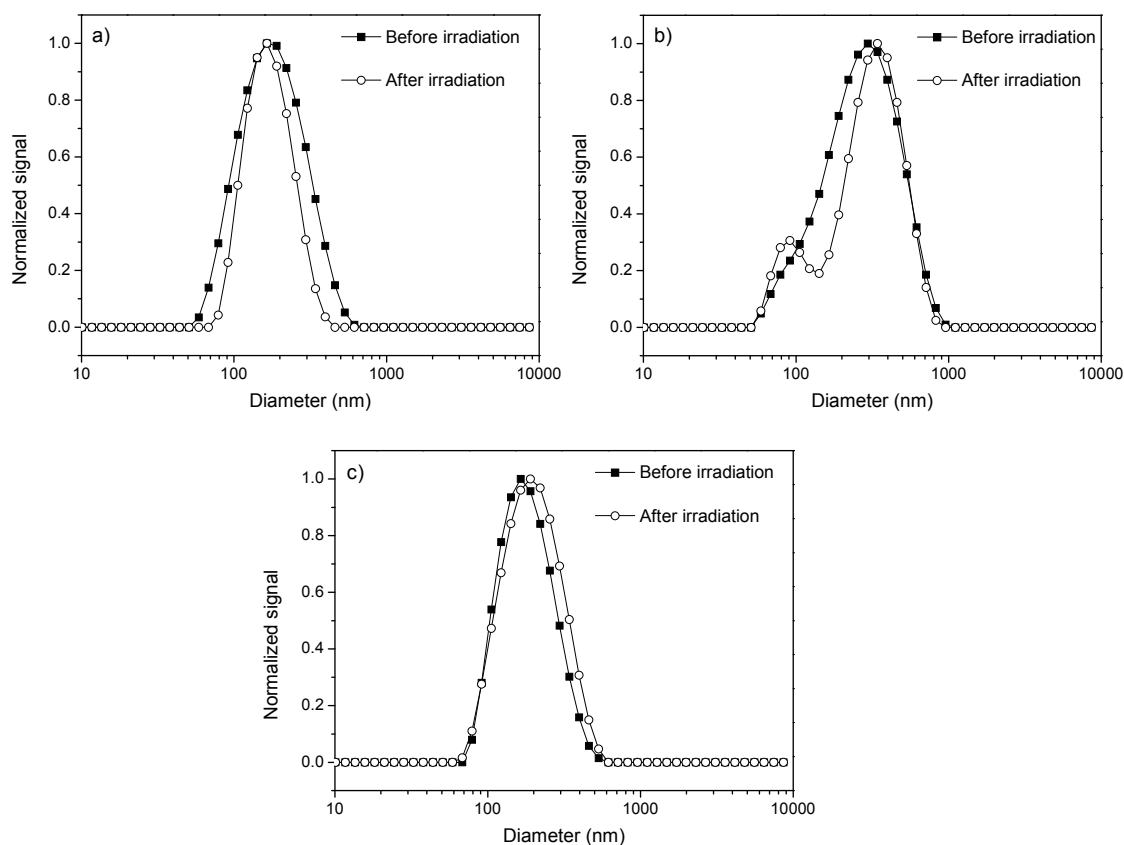 a)
Before irradiation
After irradiation
1.0
0.8
0.6
0.4
0.2
0.0
Normalized signal
10 100 1000 10000
Diameter (nm)
b)
Before irradiation
After irradiation
1.0
0.8
0.6
0.4
0.2
0.0
Normalized signal
10 100 1000 10000
Diameter (nm)
c)
Before irradiation
After irradiation
1.0
0.8
0.6
0.4
0.2
0.0
Normalized signal
10 100 1000 10000
Diameter (nm)